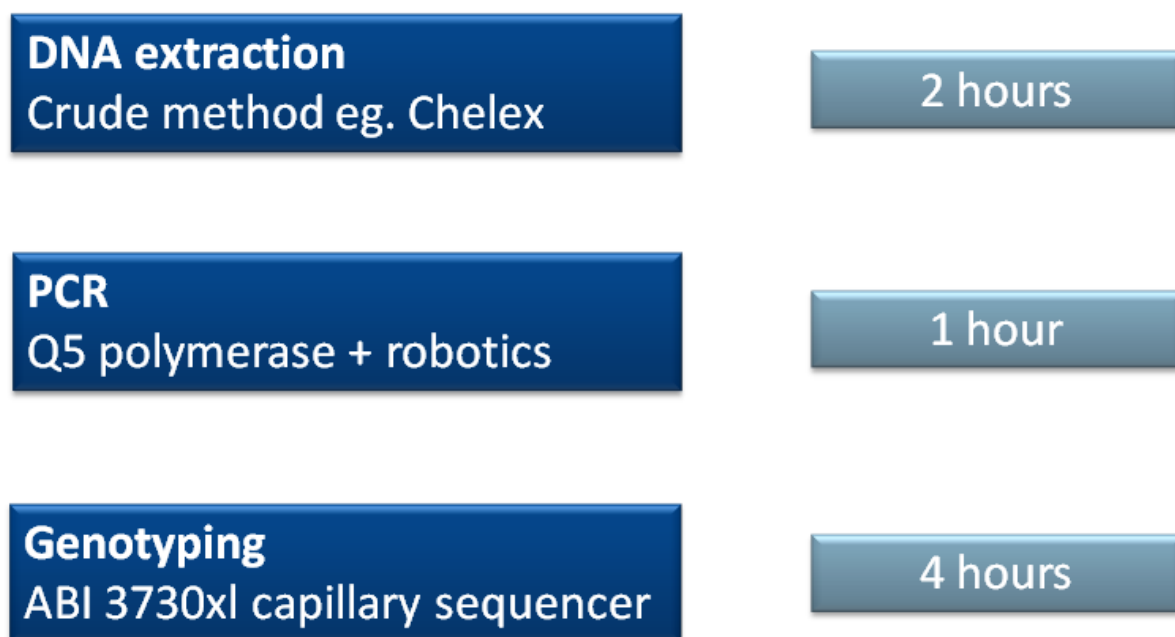 DNA extraction
Crude method eg. Chelex
2 hours
PCR
Q5 polymerase + robotics
1 hour
Genotyping
ABI 3730xl capillary sequencer
4 hours